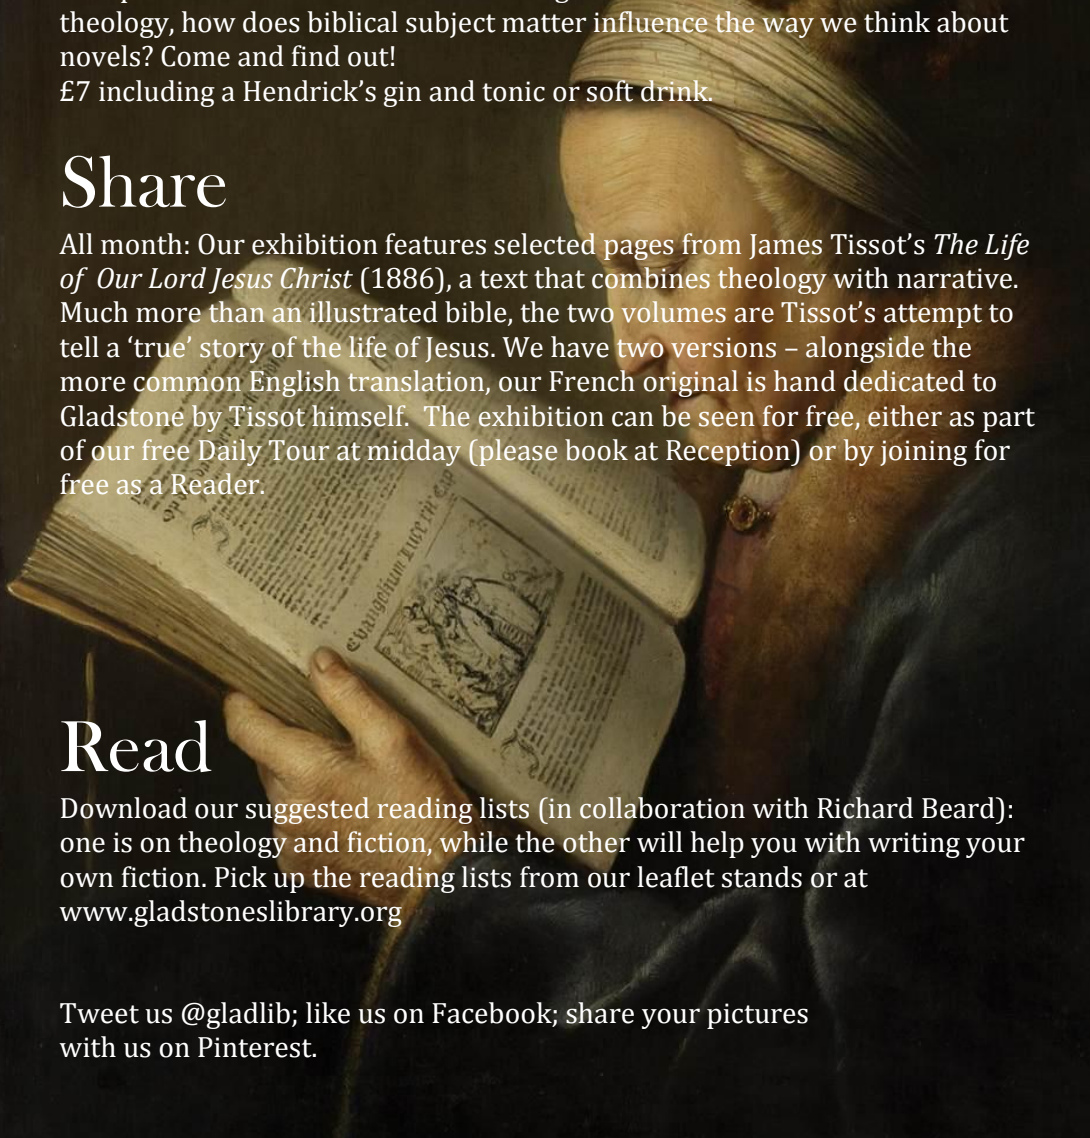 theology, how does biblical subject matter influence the way we think about
novels? Come and find out!
£7 including a Hendrick’s gin and tonic or soft drink.
Share
All month: Our exhibition features selected pages from James Tissot’s The Life
of Our Lord Jesus Christ (1886), a text that combines theology with narrative.
Much more than an illustrated bible, the two volumes are Tissot’s attempt to
tell a ‘true’ story of the life of Jesus. We have two versions – alongside the
more common English translation, our French original is hand dedicated to
Gladstone by Tissot himself. The exhibition can be seen for free, either as part
of our free Daily Tour at midday (please book at Reception) or by joining for
free as a Reader.
Read
Download our suggested reading lists (in collaboration with Richard Beard):
one is on theology and fiction, while the other will help you with writing your
own fiction. Pick up the reading lists from our leaflet stands or at
www.gladstoneslibrary.org
Tweet us @gladlib; like us on Facebook; share your pictures
with us on Pinterest.